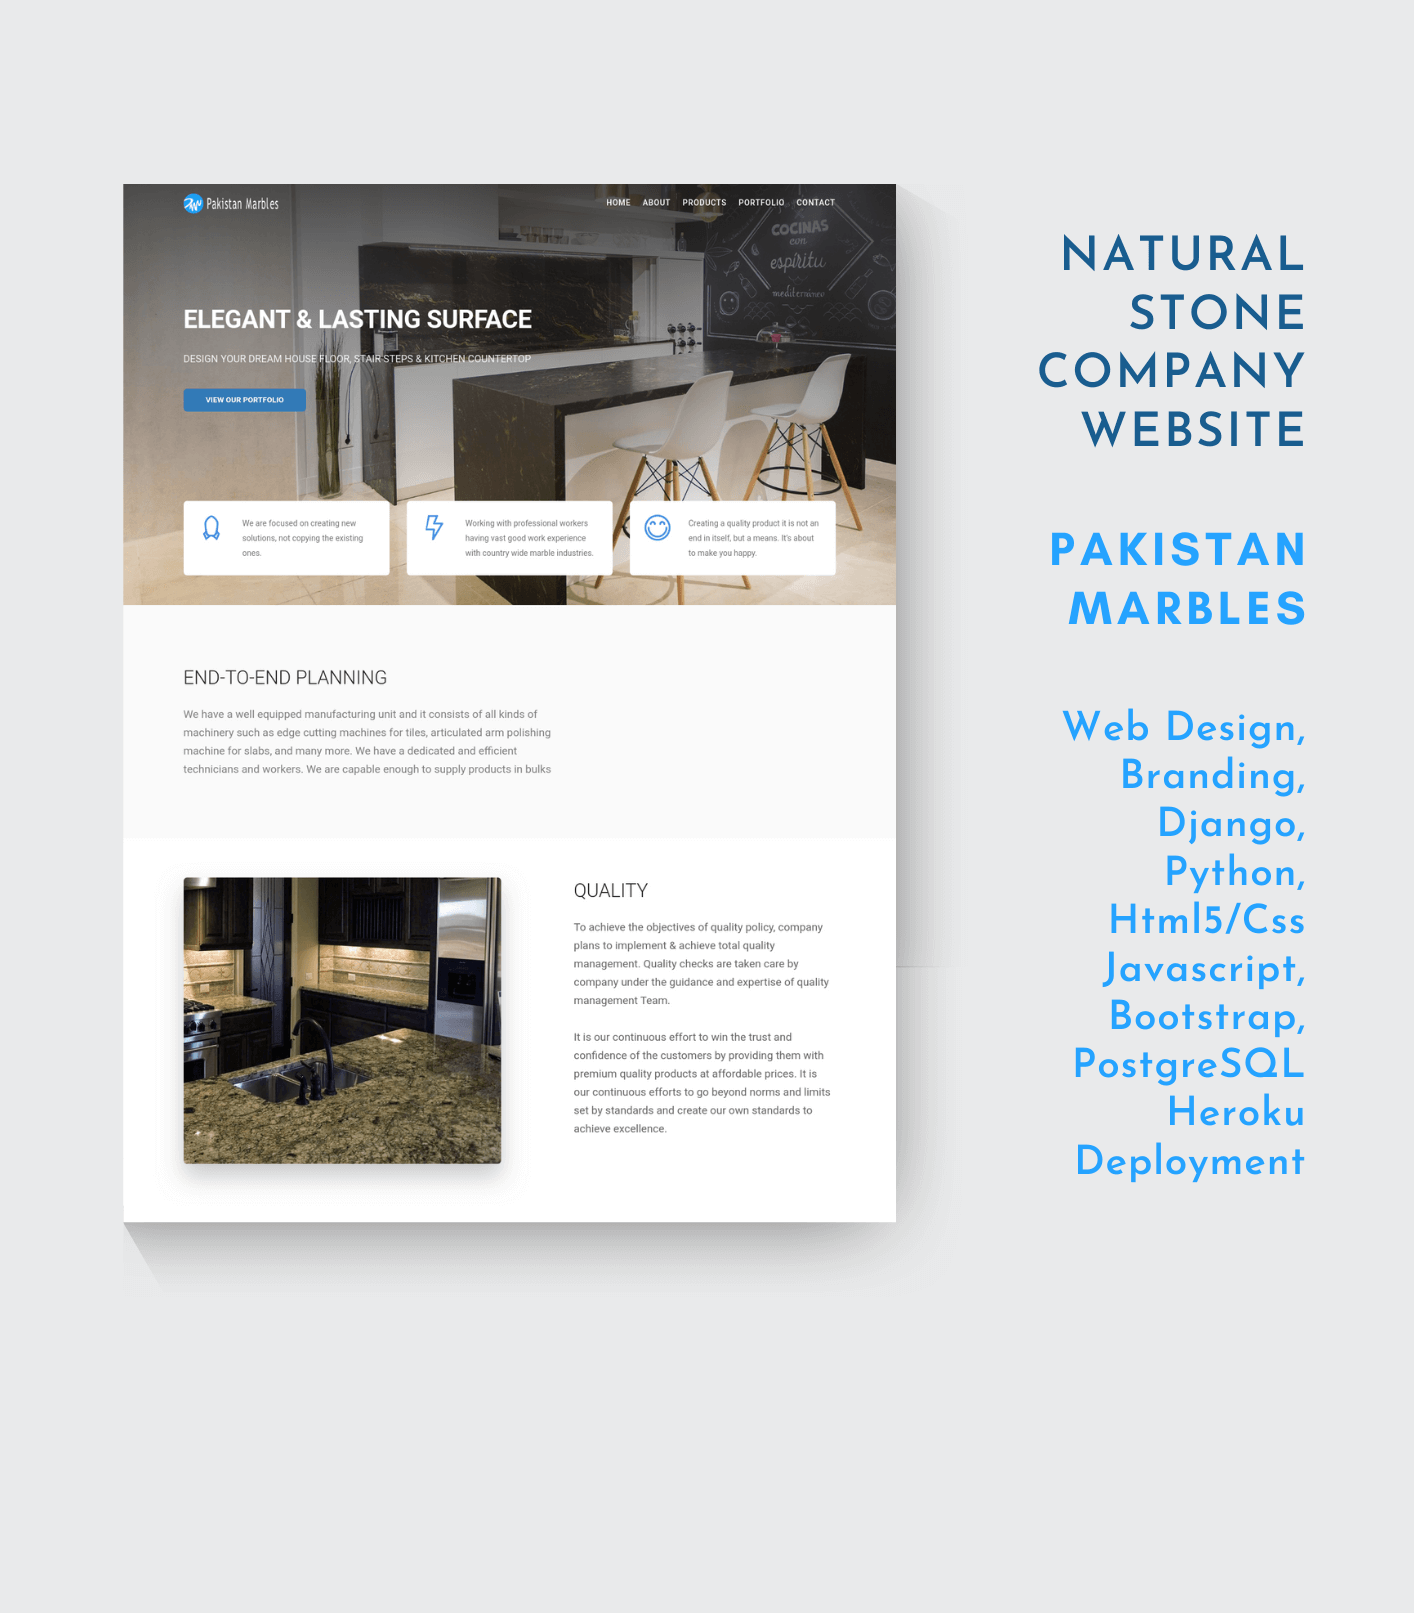 Pakistan Marbles
HOME ABOUT PRODUCTS PORTFOLIO CONTACT
COCINAS
con
espíritu
mediterráneo
ELEGANT & LASTING SURFACE
DESIGN YOUR DREAM HOUSE FLOOR, STAIR STEPS & KITCHEN COUNTERTOP
VIEW OUR PORTFOLIO
We are focused on creating new
solutions, not copying the existing
ones.
Working with professional workers
having vast good work experience
with country wide marble industries.
Creating a quality product it is not an
end in itself, but a means. It's about
to make you happy.
END-TO-END PLANNING
We have a well equipped manufacturing unit and it consists of all kinds of
machinery such as edge cutting machines for tiles, articulated arm polishing
machine for slabs, and many more. We have a dedicated and efficient
technicians and workers. We are capable enough to supply products in bulks
QUALITY
To achieve the objectives of quality policy, company
plans to implement & achieve total quality
management. Quality checks are taken care by
company under the guidance and expertise of quality
management Team.
It is our continuous effort to win the trust and
confidence of the customers by providing them with
premium quality products at affordable prices. It is
our continuous efforts to go beyond norms and limits
set by standards and create our own standards to
achieve excellence.
NATURAL
STONE
COMPANY
WEBSITE
PAKISTAN
MARBLES
Web Design,
Branding,
Django,
Python,
Html5/Css
Javascript,
Bootstrap,
PostgreSQL
Heroku
Deployment